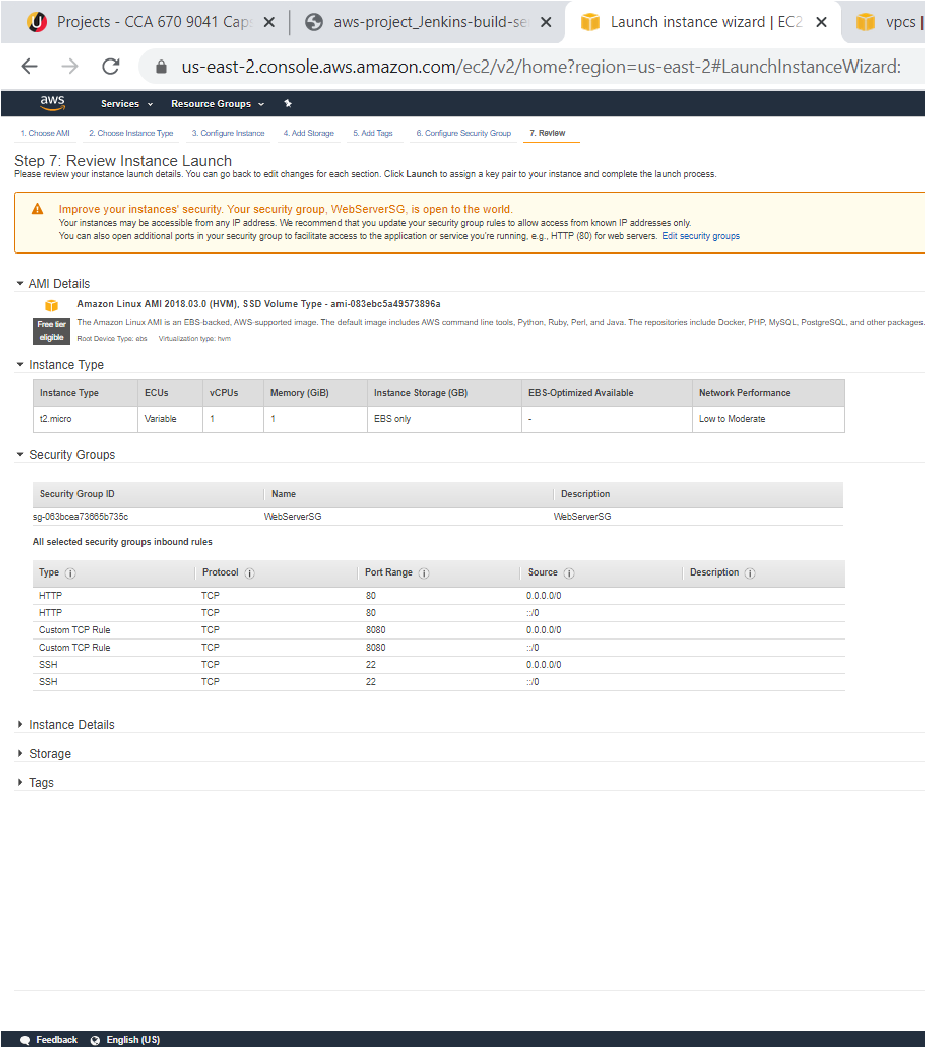 Projects - CCA 670 9041 Cap
aws-project_Jenkins-build-se
Launch instance wizard | EC2
vpcs |
us-east-2.console.aws.amazon.com/ec2/v2/home?region=us-east-2#LaunchInstanceWizard:
aws Services Resource Groups
1. Choose AMI 2. Choose Instance Type 3. Configure Instance 4. Add Storage 5. Add Tags 6. Configure Security Group 7. Review
Step 7: Review Instance Launch
Please review your instance launch details. You can go back to edit changes for each section. Click Launch to assign a key pair to your instance and complete the launch process.
Improve your instances' security. Your security group, WebServerSG, is open to the world.
Your instances may be accessible from any IP address. We recommend that you update your security group rules to allow access from known IP addresses only.
You can also open additional ports in your security group to facilitate access to the application or service you're running, e.g., HTTP (80) for web servers. Edit security groups
AMI Details
Amazon Linux AMI 2018.03.0 (HVM), SSD Volume Type - ami-083ebc5a49573896a
Free tier eligible
The Amazon Linux AMI is an EBS-backed, AWS-supported image. The default image includes AWS command line tools, Python, Ruby, Perl, and Java. The repositories include Docker, PHP, MySQL, PostgreSQL, and other packages.
Root Device Type: ebs Virtualization type: hvm
Instance Type
Instance Type ECUs vCPUs Memory (GiB) Instance Storage (GB) EBS-Optimized Available Network Performance
t2.micro Variable 1 1 EBS only - Low to Moderate
Security Groups
Security Group ID Name Description
sg-063bcea73665b735c WebServerSG WebServerSG
All selected security groups inbound rules
Type Protocol Port Range Source Description
HTTP TCP 80 0.0.0.0/0
HTTP TCP 80 ::/0
Custom TCP Rule TCP 8080 0.0.0.0/0
Custom TCP Rule TCP 8080 ::/0
SSH TCP 22 0.0.0.0/0
SSH TCP 22 ::/0
Instance Details
Storage
Tags
Feedback English (US)